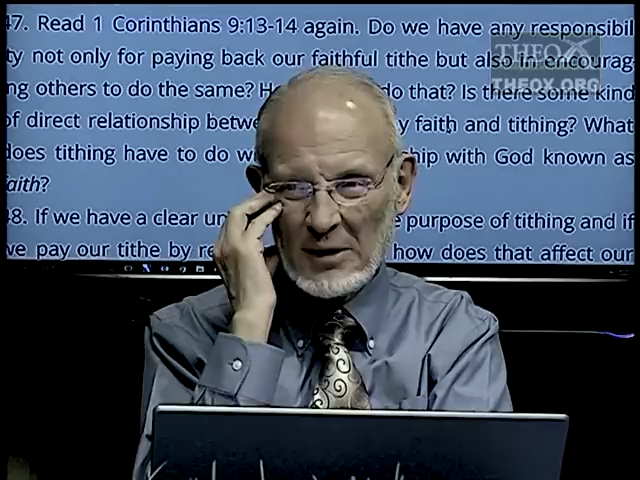 47. Read 1 Corinthians 9:13-14 again. Do we have any responsibil
ty not only for paying back our faithful tithe but also in encourag-
ng others to do the same? H do that? Is there some kind
of direct relationship betwe y faith and tithing? What
does tithing have to do w hip with God known as
faith?
48. If we have a clear un e purpose of tithing and if
we pay our tithe by re how does that affect our
THEOX
THEOX.ORG